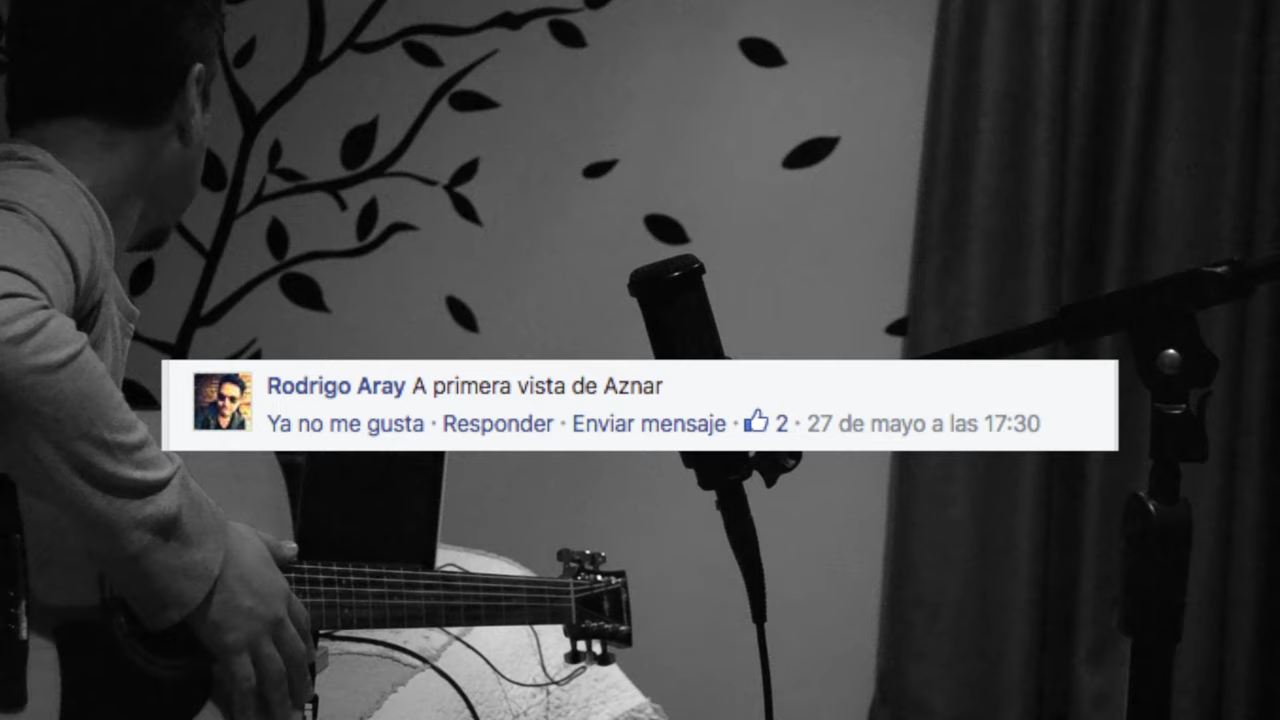 Rodrigo Aray A primera vista de Aznar
Ya no me gusta · Responder · Enviar mensaje · 2 · 27 de mayo a las 17:30